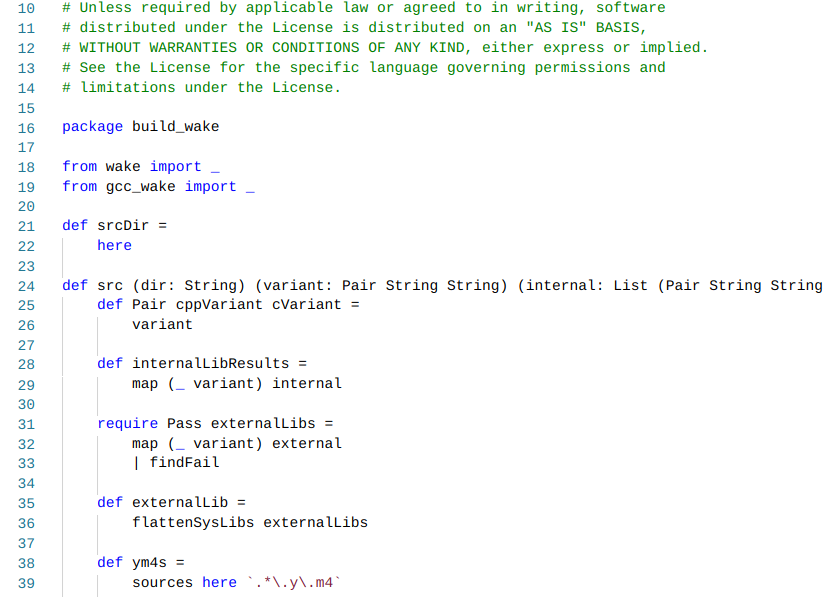 10 # Unless required by applicable law or agreed to in writing, software
11 # distributed under the License is distributed on an "AS IS" BASIS,
12 # WITHOUT WARRANTIES OR CONDITIONS OF ANY KIND, either express or implied.
13 # See the License for the specific language governing permissions and
14 # limitations under the License.
15
16 package build_wake
17
18 from wake import _
19 from gcc_wake import _
20
21 def srcDir =
22     here
23
24 def src (dir: String) (variant: Pair String String) (internal: List (Pair String String
25     def Pair cppVariant cVariant =
26         variant
27
28     def internalLibResults =
29         map (_ variant) internal
30
31     require Pass externalLibs =
32         map (_ variant) external
33         | findFail
34
35     def externalLib =
36         flattenSysLibs externalLibs
37
38     def ym4s =
39         sources here `.*\.y\.m4`